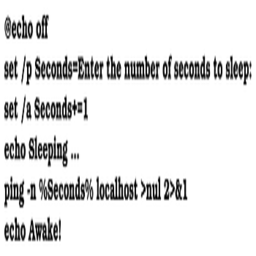 @echo off
set /p Seconds=Enter the number of seconds to sleep:
set /a Seconds+=1
echo Sleeping ...
ping -n %Seconds% localhost >nul 2>&1
echo Awake!